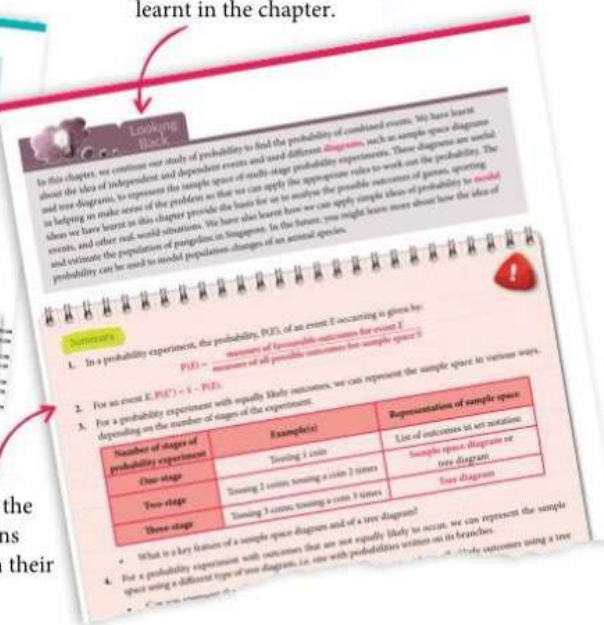 learnt in the chapter.
Looking
Back
In this chapter, we continue our study of probability to find the probability of combined events. We have learnt
about the idea of independent and dependent events and used different diagrams, such as sample space diagrams
and tree diagrams, to represent the sample space of multi-stage probability experiments. These diagrams are useful
in helping us make sense of the problem so that we can apply the appropriate rules to work out the probability. The
ideas we have learnt in this chapter provide the basis for us to analyse the possible outcomes of games, sporting
events, and other real-world situations. We have also learnt how we can apply simple ideas of probability to model
and estimate the population of pangolins in Singapore. In the future, you might learn more about how the idea of
probability can be used to model population changes of an animal species.
!
Summary
1. In a probability experiment, the probability, P(E), of an event E occurring is given by:
P(E) = measure of favourable outcomes for event E
measure of all possible outcomes for sample space S
2. For an event E, P(E') = 1 − P(E).
3. For a probability experiment with equally likely outcomes, we can represent the sample space in various ways,
depending on the number of stages of the experiment.
Number of stages of
probability experiment
Example(s)
Representation of sample space
One-stage
Tossing 1 coin
List of outcomes in set notation
Two-stage
Tossing 2 coins; tossing a coin 2 times
Sample space diagram or
tree diagram
Three-stage
Tossing 3 coins; tossing a coin 3 times
Tree diagram
• What is a key feature of a sample space diagram and of a tree diagram?
4. For a probability experiment with outcomes that are not equally likely to occur, we can represent the sample
space using a different type of tree diagram, i.e. one with probabilities written on its branches.
outcomes using a tree
the
ns
n their